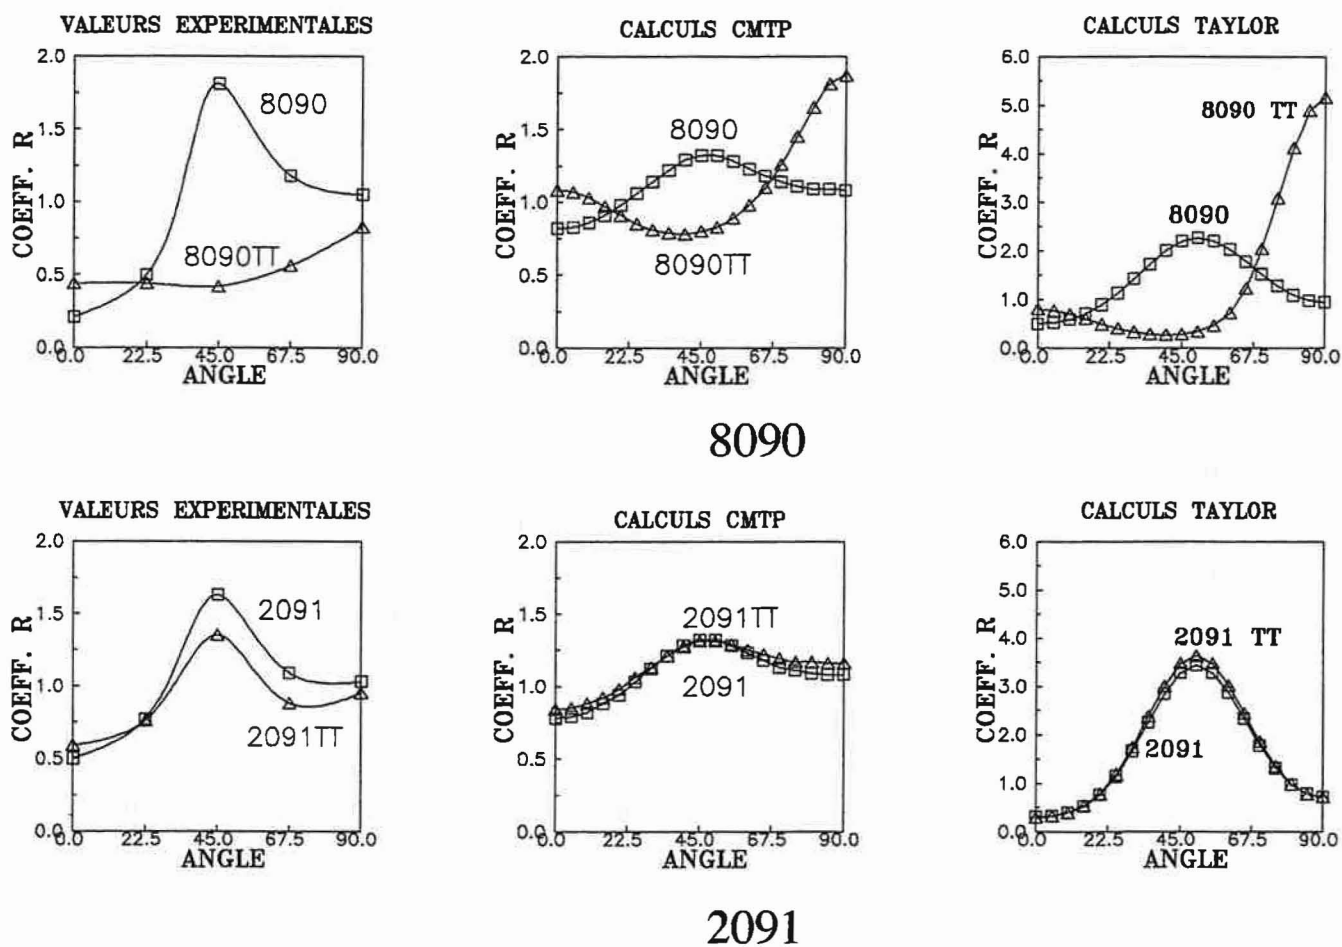 VALEURS EXPERIMENTALES
COEFF. R
2.0
1.5
1.0
0.5
0.0
8090
8090TT
0.0 22.5 45.0 67.5 90.0
ANGLE
CALCULS CMTP
COEFF. R
2.0
1.5
1.0
0.5
0.0
8090
8090TT
0.0 22.5 45.0 67.5 90.0
ANGLE
CALCULS TAYLOR
COEFF. R
6.0
5.0
4.0
3.0
2.0
1.0
0.0
8090 TT
8090
0.0 22.5 45.0 67.5 90.0
ANGLE
8090
VALEURS EXPERIMENTALES
COEFF. R
2.0
1.5
1.0
0.5
0.0
2091
2091TT
0.0 22.5 45.0 67.5 90.0
ANGLE
CALCULS CMTP
COEFF. R
2.0
1.5
1.0
0.5
0.0
2091TT
2091
0.0 22.5 45.0 67.5 90.0
ANGLE
CALCULS TAYLOR
COEFF. R
6.0
5.0
4.0
3.0
2.0
1.0
0.0
2091 TT
2091
0.0 22.5 45.0 67.5 90.0
ANGLE
2091